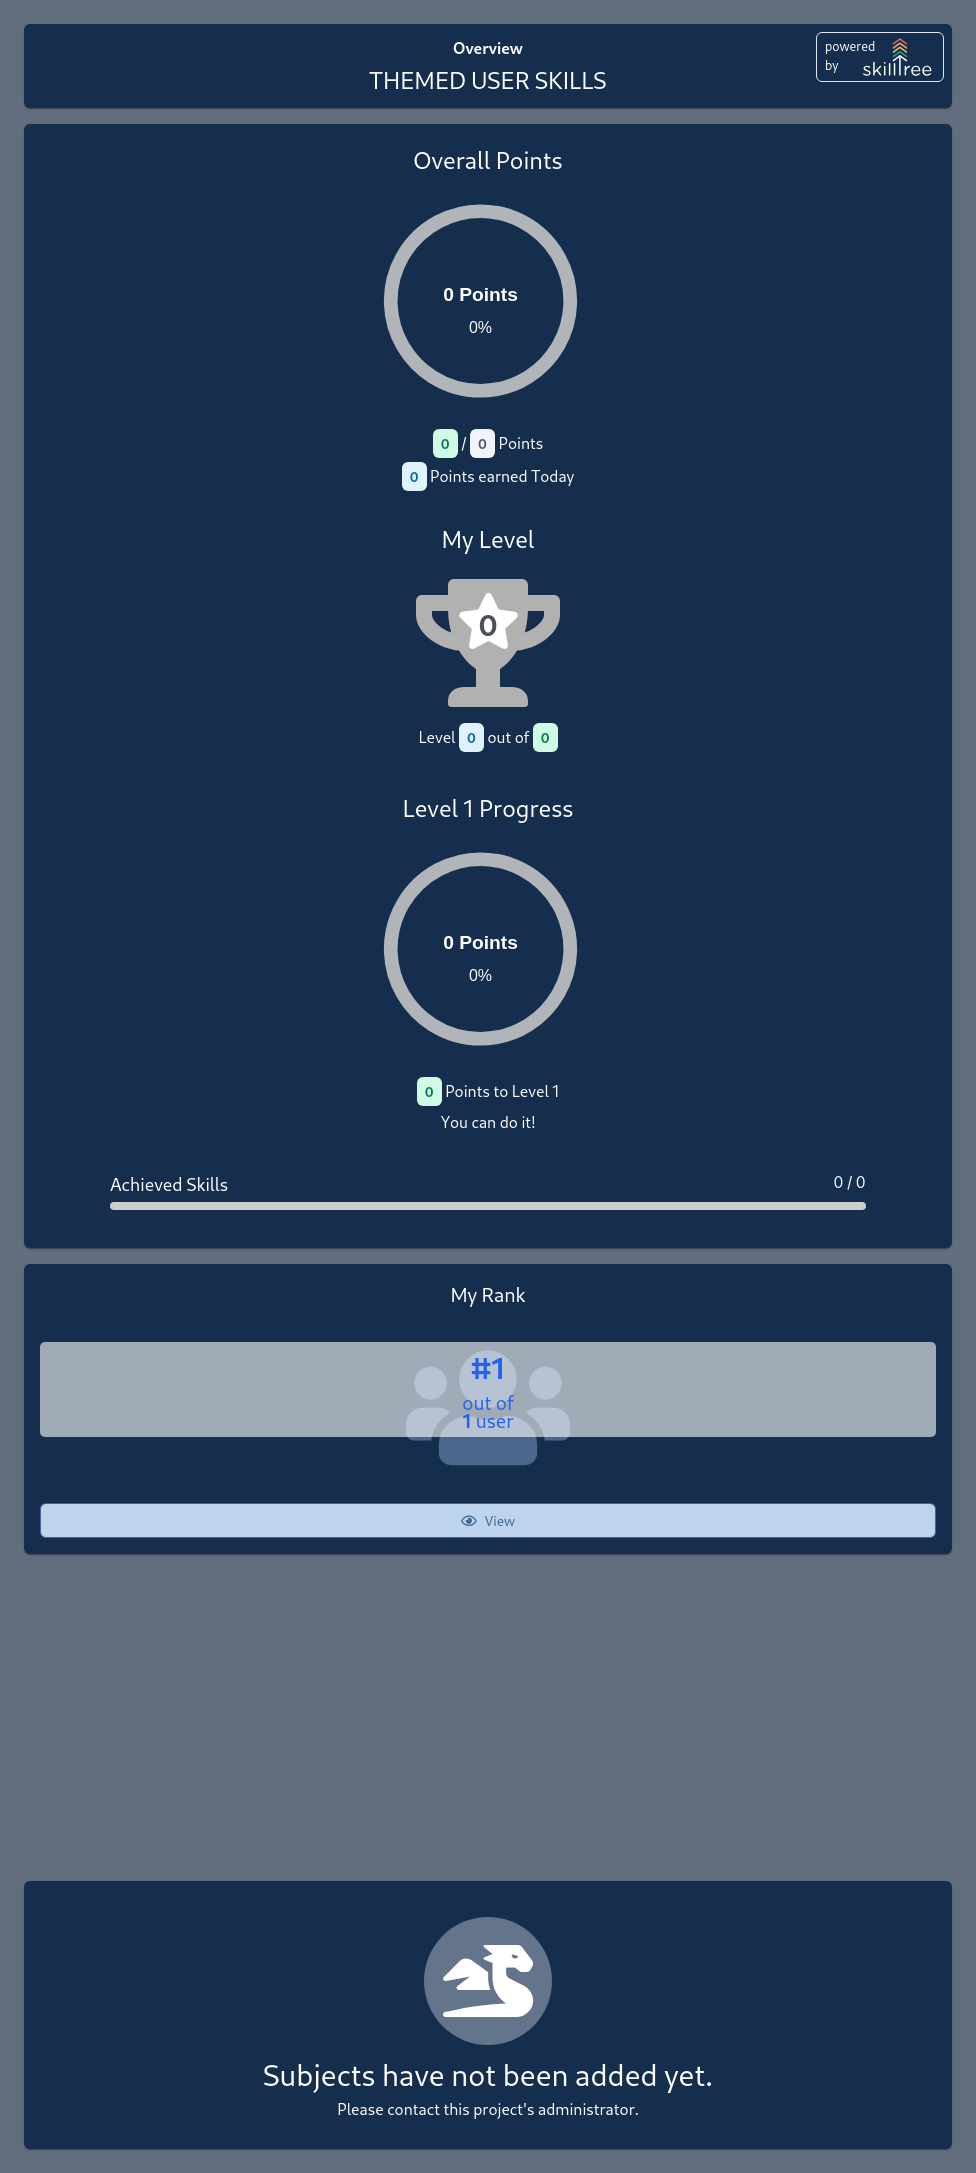 Overview
THEMED USER SKILLS
powered
by
skilltree
Overall Points
0 Points
0%
0 / 0 Points
0 Points earned Today
My Level
0
Level 0 out of 0
Level 1 Progress
0 Points
0%
0 Points to Level 1
You can do it!
Achieved Skills 0 / 0
My Rank
#1
out of
1 user
View
Subjects have not been added yet.
Please contact this project's administrator.